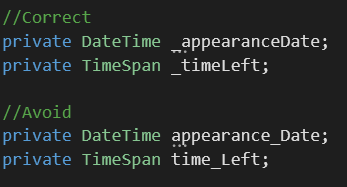 //Correct
private DateTime _appearanceDate;
private TimeSpan _timeLeft;
//Avoid
private DateTime appearance_Date;
private TimeSpan time_Left;